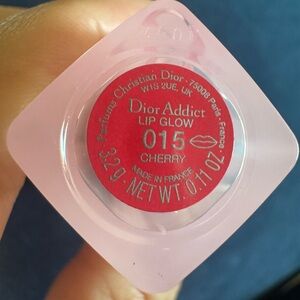 Parfums Christian Dior - 75008 Paris - France
W1S 2UE, UK
Dior Addict
LIP GLOW
015
CHERRY
MADE IN FRANCE
3.2 g - NET WT. 0.11 OZ.